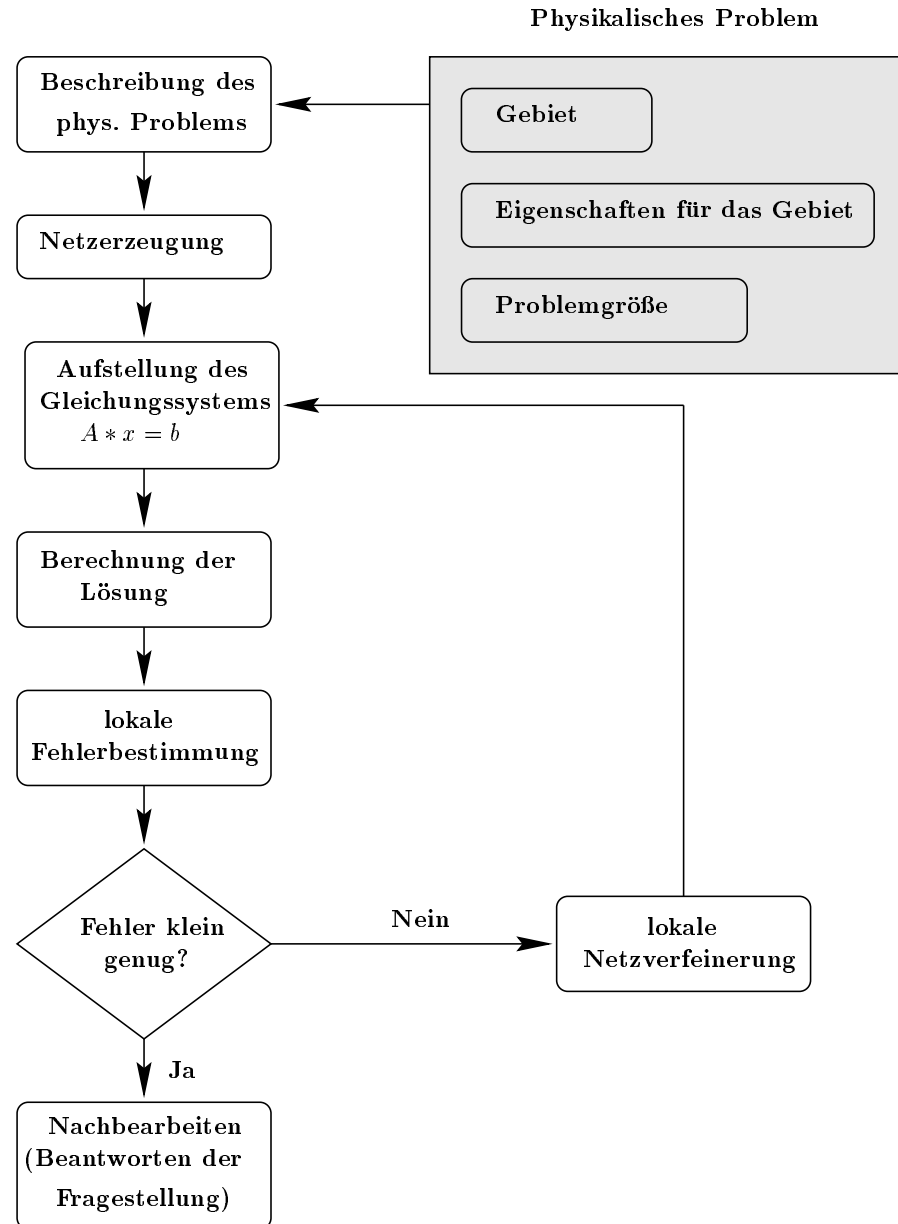 Physikalisches Problem
Beschreibung des
phys. Problems
Gebiet
Eigenschaften für das Gebiet
Problemgröße
Netzerzeugung
Aufstellung des
Gleichungssystems
A ∗ x = b
Berechnung der
Lösung
lokale
Fehlerbestimmung
Fehler klein
genug?
Nein
lokale
Netzverfeinerung
Ja
Nachbearbeiten
(Beantworten der
Fragestellung)